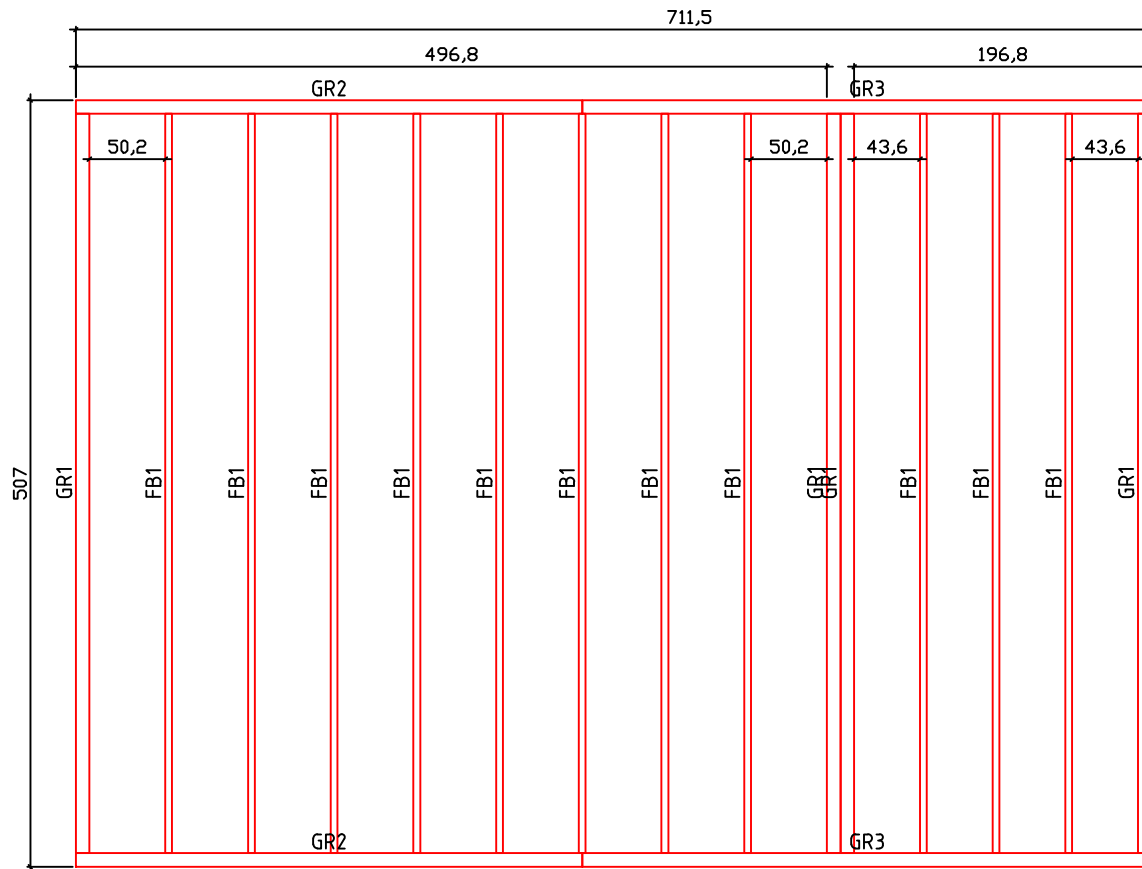 711,5
496,8 196,8
GR2 GR3
50,2 50,2 43,6 43,6
507 GR1 FB1 FB1 FB1 FB1 FB1 FB1 FB1 FB1 GR1 GR1 FB1 FB1 FB1 GR1
GR2 GR3